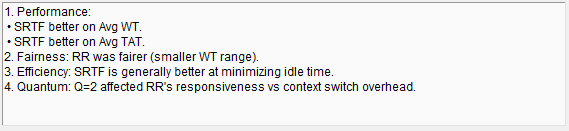 1. Performance:
• SRTF better on Avg WT.
• SRTF better on Avg TAT.
2. Fairness: RR was fairer (smaller WT range).
3. Efficiency: SRTF is generally better at minimizing idle time.
4. Quantum: Q=2 affected RR's responsiveness vs context switch overhead.